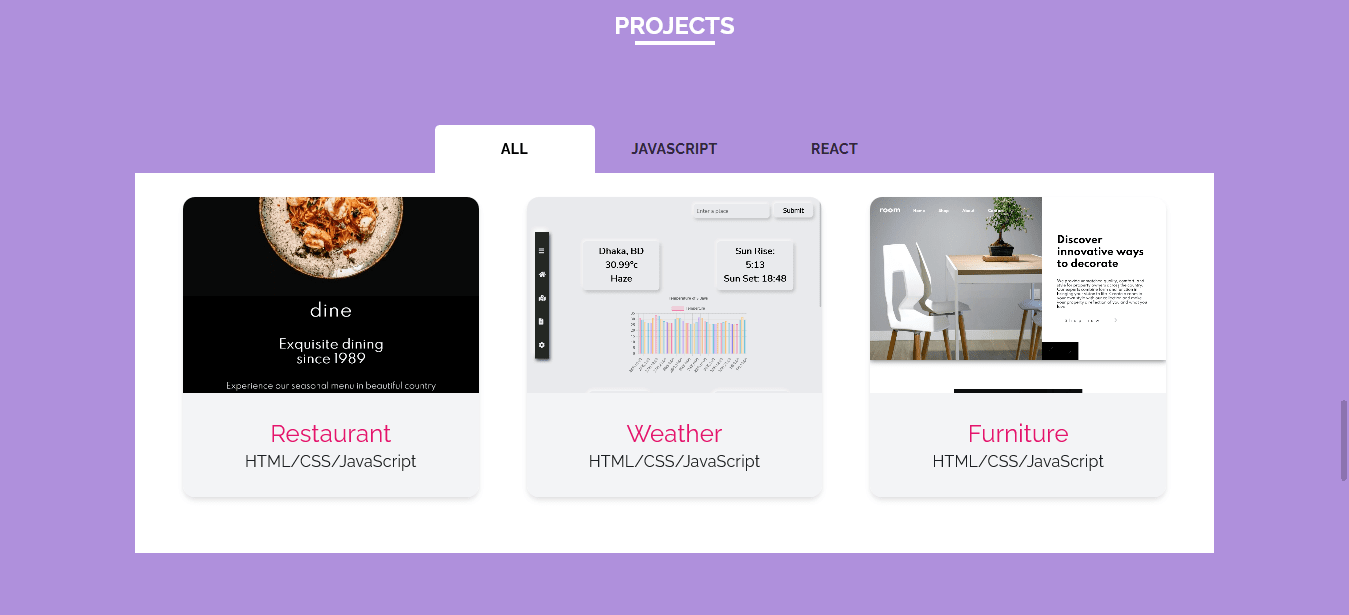 PROJECTS
ALL
JAVASCRIPT
REACT
dine
Exquisite dining
since 1989
Experience our seasonal menu in beautiful country
Restaurant
HTML/CSS/JavaScript
Enter a place
Submit
Dhaka, BD
30.99°c
Haze
Sun Rise:
5:13
Sun Set: 18:48
Temperature
Weather
HTML/CSS/JavaScript
room
Home
Shop
About
Contact
Discover
innovative ways
to decorate
Furniture
HTML/CSS/JavaScript